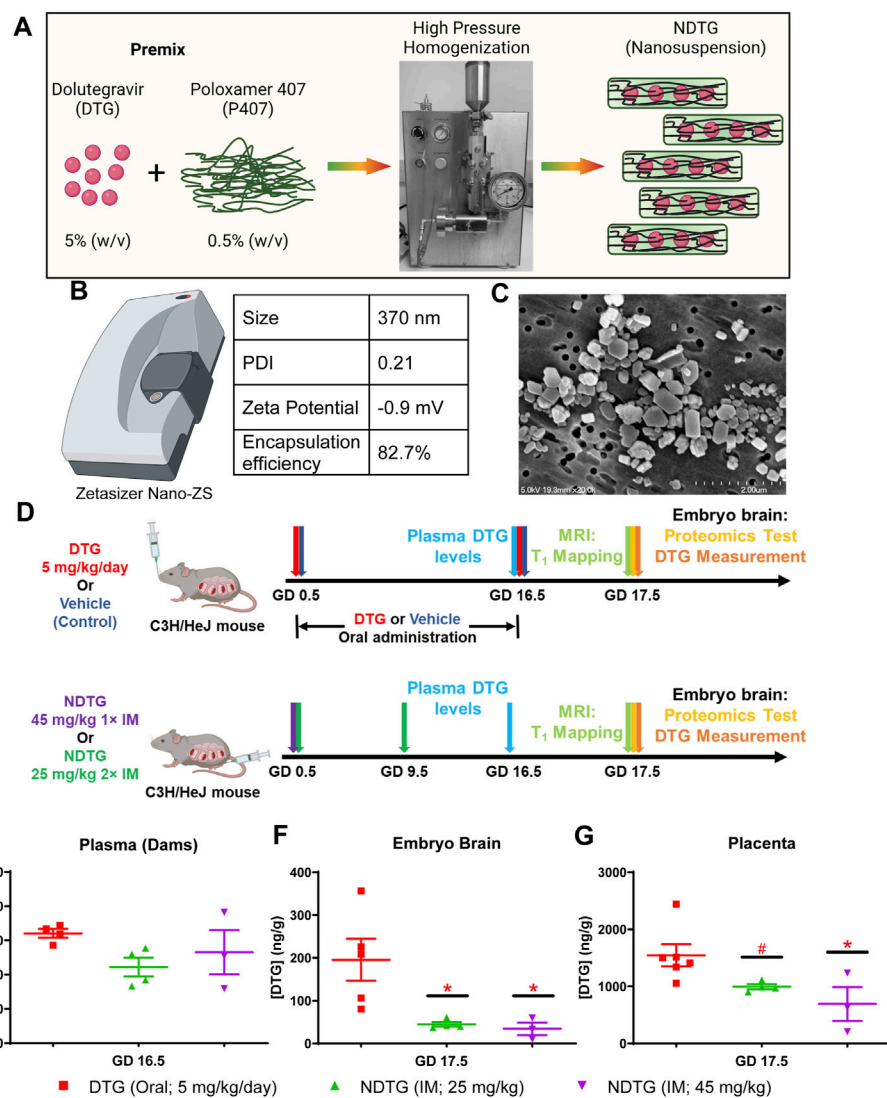 A
Premix
High Pressure
Homogenization
NDTG
(Nanosuspension)
Dolutegravir
(DTG)
Poloxamer 407
(P407)
+
5% (w/v)
0.5% (w/v)
B
Size 370 nm
PDI 0.21
Zeta Potential -0.9 mV
Encapsulation
efficiency 82.7%
Zetasizer Nano-ZS
C
5.0kV 19.3mm x20.0k 2.00um
D
DTG
5 mg/kg/day
Or
Vehicle
(Control)
C3H/HeJ mouse
Plasma DTG
levels
MRI:
T1 Mapping
Embryo brain:
Proteomics Test
DTG Measurement
GD 0.5
GD 16.5
GD 17.5
DTG or Vehicle
Oral administration
NDTG
45 mg/kg 1× IM
Or
NDTG
25 mg/kg 2× IM
C3H/HeJ mouse
Plasma DTG
levels
MRI:
T1 Mapping
Embryo brain:
Proteomics Test
DTG Measurement
GD 0.5
GD 9.5
GD 16.5
GD 17.5
Plasma (Dams)
GD 16.5
F
Embryo Brain
[DTG] (ng/g)
400
300
200
100
0
* *
GD 17.5
G
Placenta
[DTG] (ng/g)
3000
2000
1000
0
# *
GD 17.5
DTG (Oral; 5 mg/kg/day)
NDTG (IM; 25 mg/kg)
NDTG (IM; 45 mg/kg)